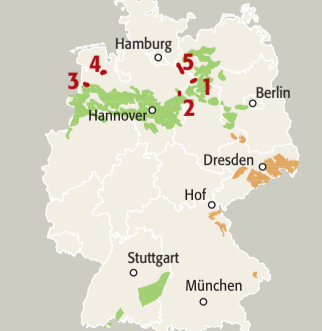 Hamburg
4
5
3
1
Berlin
2
Hannover
Dresden
Hof
Stuttgart
München